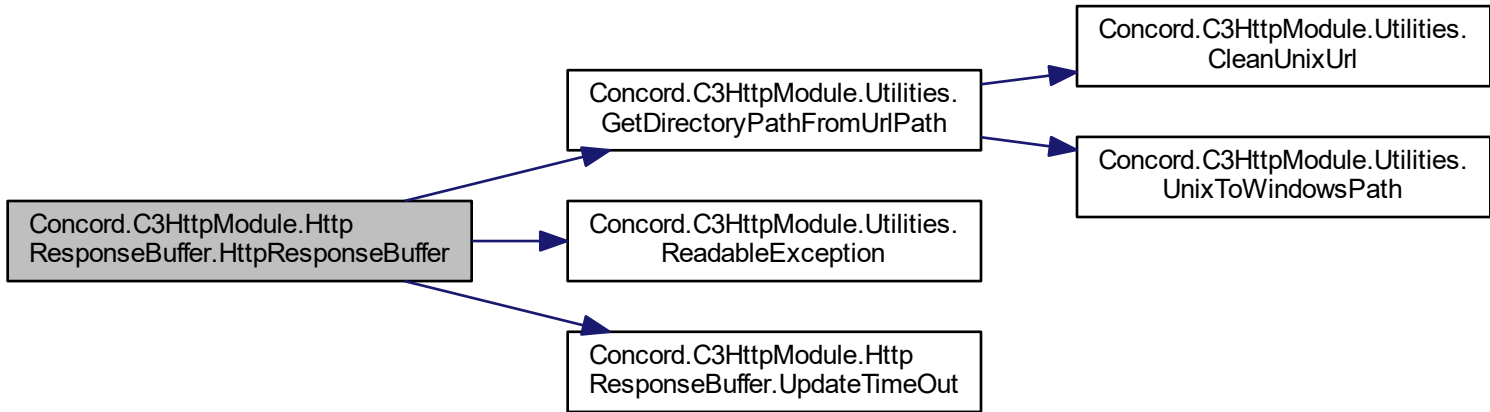 Concord.C3HttpModule.Utilities.
CleanUnixUrl
Concord.C3HttpModule.Utilities.
GetDirectoryPathFromUrlPath
Concord.C3HttpModule.Utilities.
UnixToWindowsPath
Concord.C3HttpModule.Http
ResponseBuffer.HttpResponseBuffer
Concord.C3HttpModule.Utilities.
ReadableException
Concord.C3HttpModule.Http
ResponseBuffer.UpdateTimeOut